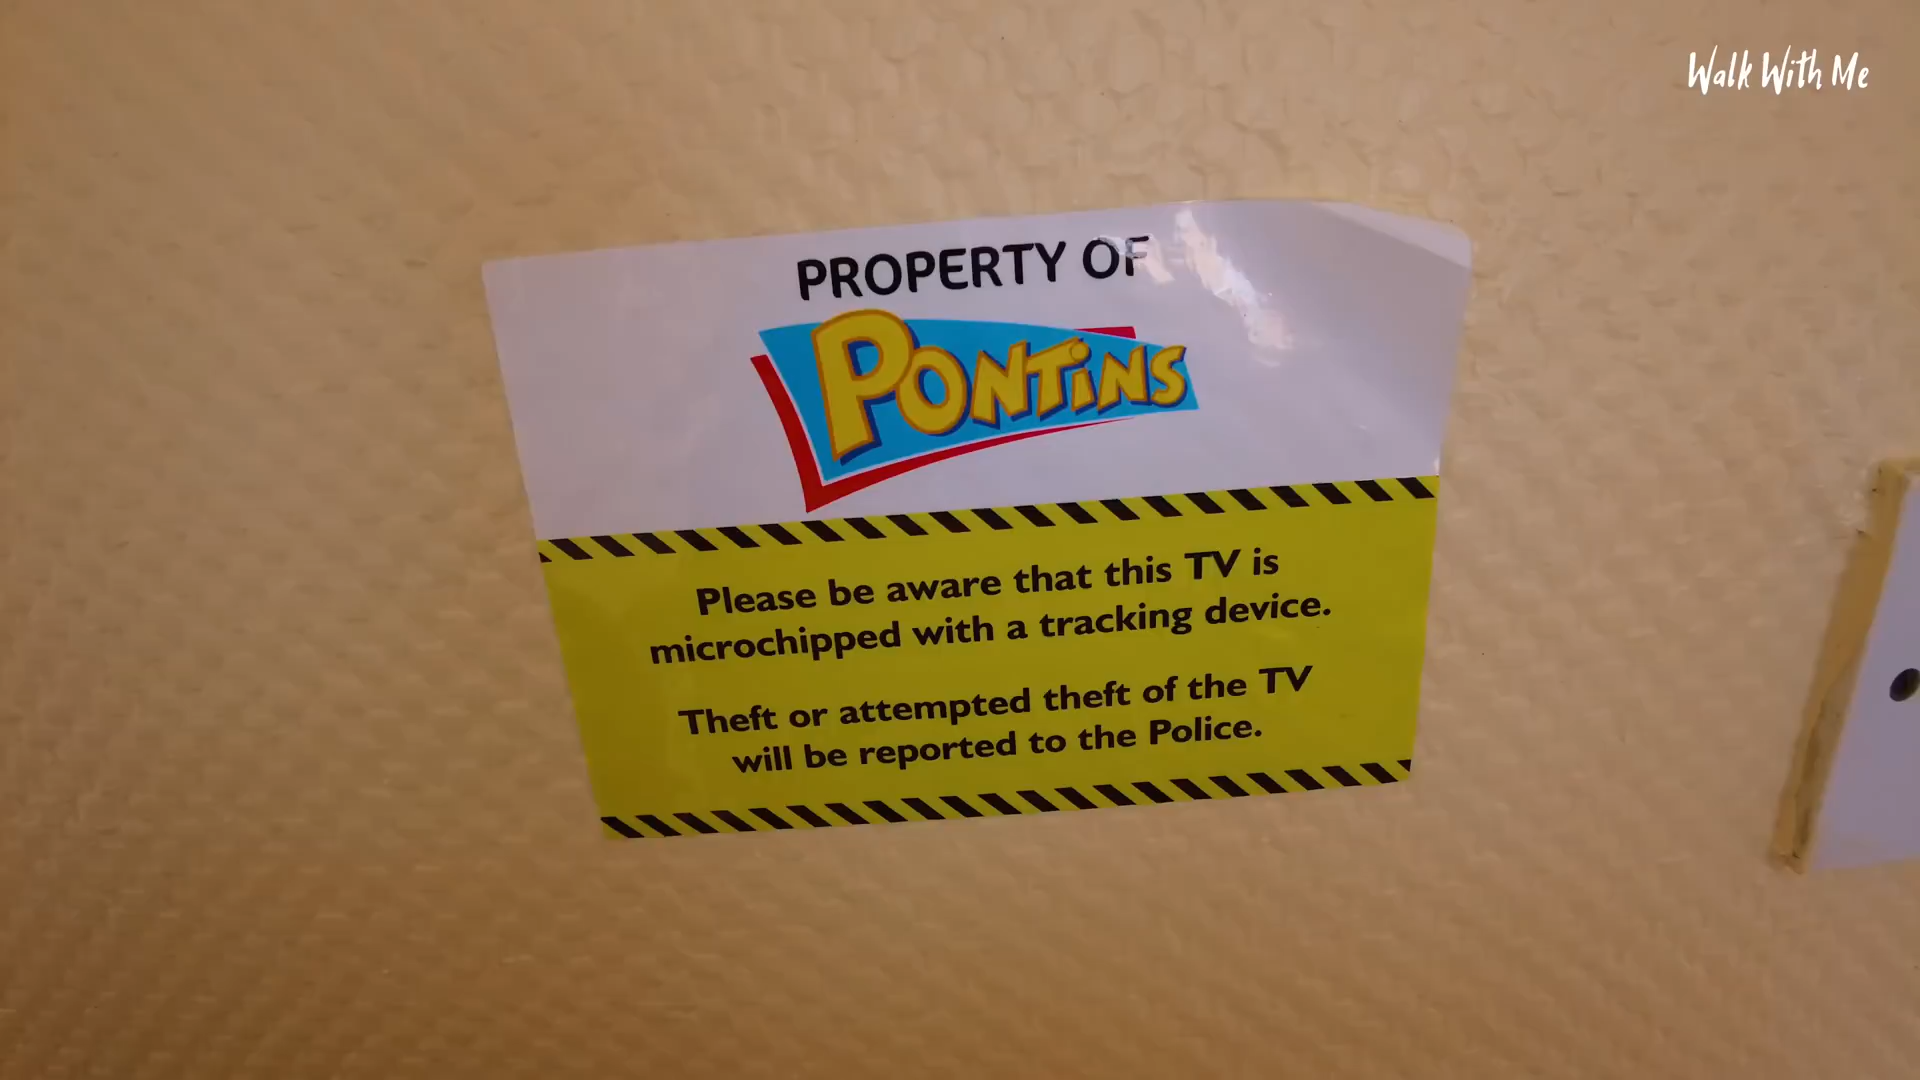 Walk With Me
PROPERTY OF
PONTiNS
Please be aware that this TV is
microchipped with a tracking device.
Theft or attempted theft of the TV
will be reported to the Police.